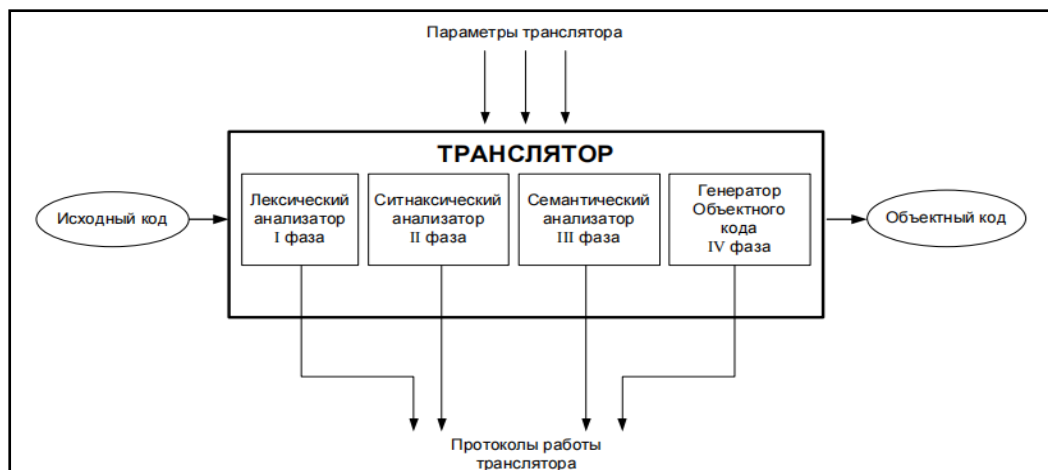 Параметры транслятора
ТРАНСЛЯТОР
Исходный код
Лексический
анализатор
I фаза
Ситнаксический
анализатор
II фаза
Семантический
анализатор
III фаза
Генератор
Объектного
кода
IV фаза
Объектный код
Протоколы работы
транслятора